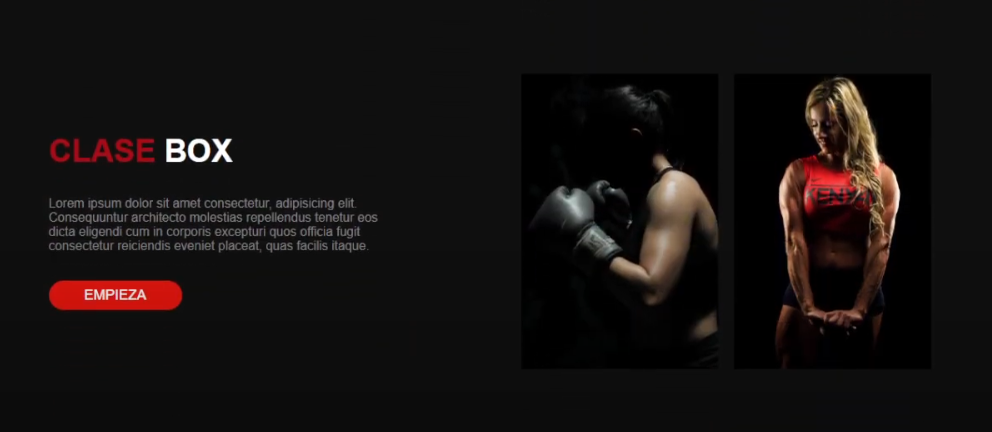 CLASE BOX
Lorem ipsum dolor sit amet consectetur, adipisicing elit.
Consequuntur architecto molestias repellendus tenetur eos
dicta eligendi cum in corporis excepturi quos officia fugit
consectetur reiciendis eveniet placeat, quas facilis itaque.
EMPIEZA